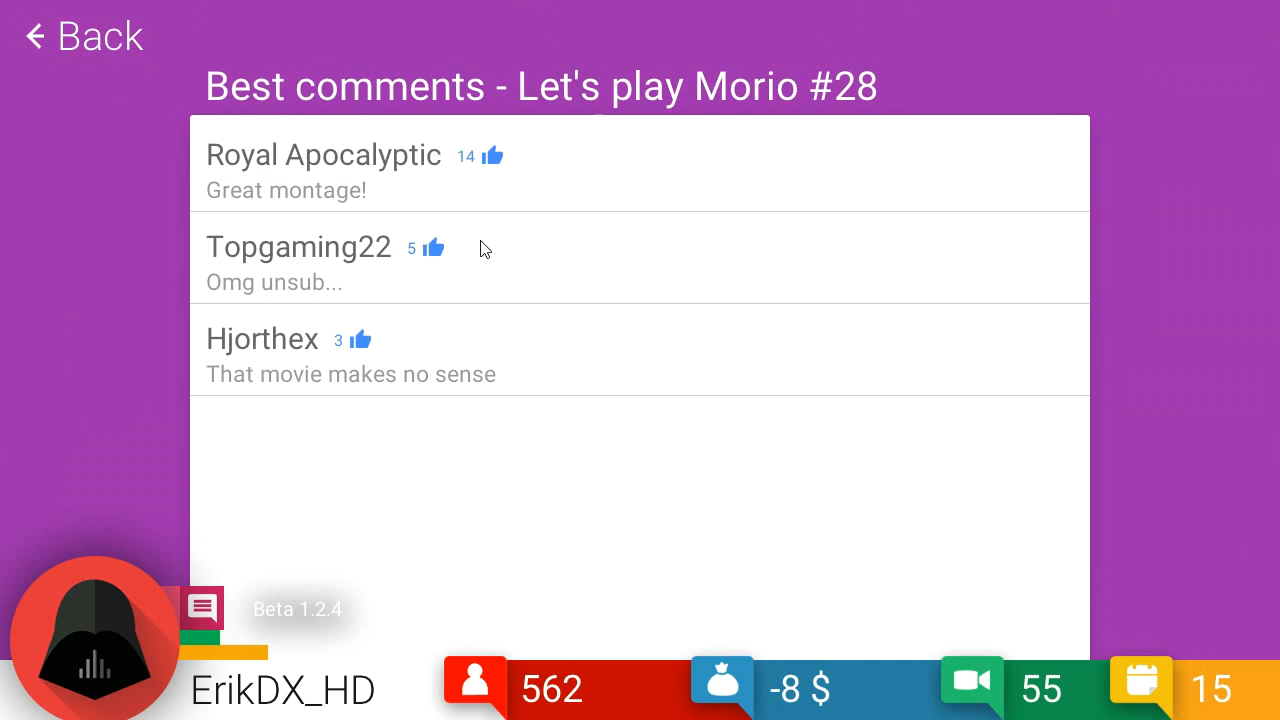 Back
Best comments - Let's play Morio #28
Royal Apocalyptic 14
Great montage!
Topgaming22 5
Omg unsub...
Hjorthex 3
That movie makes no sense
Beta 1.2.4
ErikDX_HD
562
-8 $
55
15